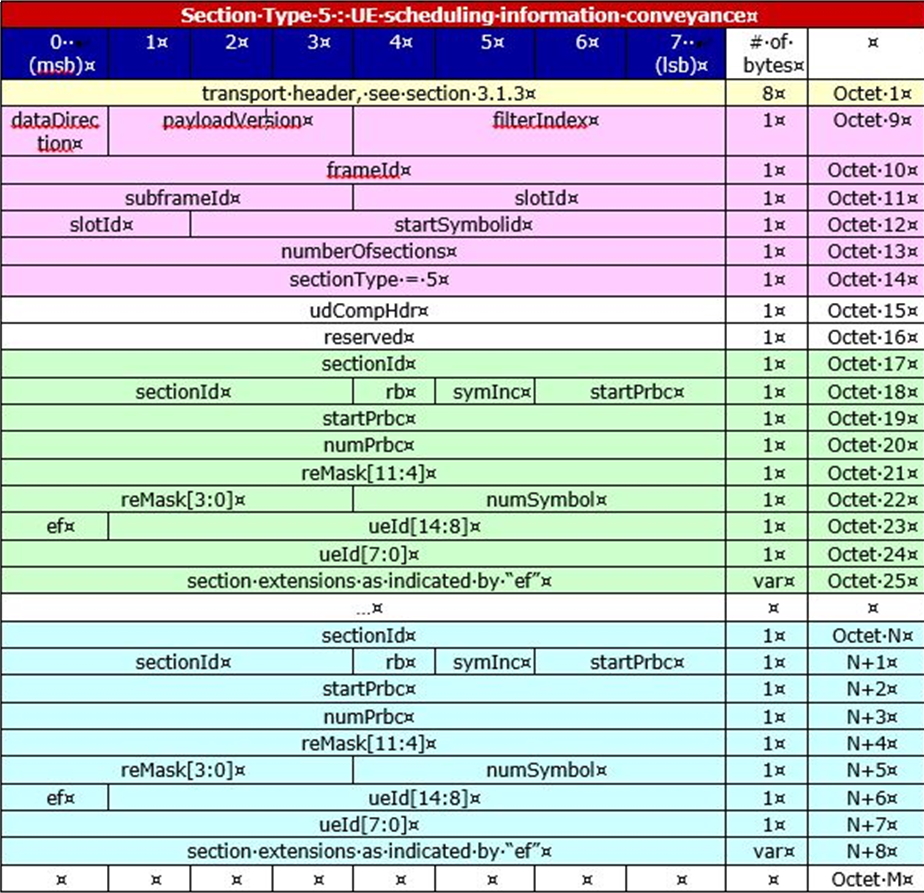 Section·Type·5·:·UE·scheduling·information·conveyance¤
0·· 1¤ 2¤ 3¤ 4¤ 5¤ 6¤ 7·· #·of· ¤
(msb)¤ (lsb)¤ bytes¤
transport·header,·see·section·3.1.3¤ 8¤ Octet·1¤
dataDirec payloadVersion¤ filterIndex¤ 1¤ Octet·9¤
tion¤
frameId¤ 1¤ Octet·10¤
subframeId¤ slotId¤ 1¤ Octet·11¤
slotId¤ startSymbolid¤ 1¤ Octet·12¤
numberOfsections¤ 1¤ Octet·13¤
sectionType·=·5¤ 1¤ Octet·14¤
udCompHdr¤ 1¤ Octet·15¤
reserved¤ 1¤ Octet·16¤
sectionId¤ 1¤ Octet·17¤
sectionId¤ rb¤ symInc¤ startPrbc¤ 1¤ Octet·18¤
startPrbc¤ 1¤ Octet·19¤
numPrbc¤ 1¤ Octet·20¤
reMask[11:4]¤ 1¤ Octet·21¤
reMask[3:0]¤ numSymbol¤ 1¤ Octet·22¤
ef¤ ueId[14:8]¤ 1¤ Octet·23¤
ueId[7:0]¤ 1¤ Octet·24¤
section·extensions·as·indicated·by·“ef”¤ var¤ Octet·25¤
...¤ ¤ ¤
sectionId¤ 1¤ Octet·N¤
sectionId¤ rb¤ symInc¤ startPrbc¤ 1¤ N+1¤
startPrbc¤ 1¤ N+2¤
numPrbc¤ 1¤ N+3¤
reMask[11:4]¤ 1¤ N+4¤
reMask[3:0]¤ numSymbol¤ 1¤ N+5¤
ef¤ ueId[14:8]¤ 1¤ N+6¤
ueId[7:0]¤ 1¤ N+7¤
section·extensions·as·indicated·by·“ef”¤ var¤ N+8¤
¤ ¤ ¤ ¤ ¤ ¤ ¤ ¤ ¤ Octet·M¤